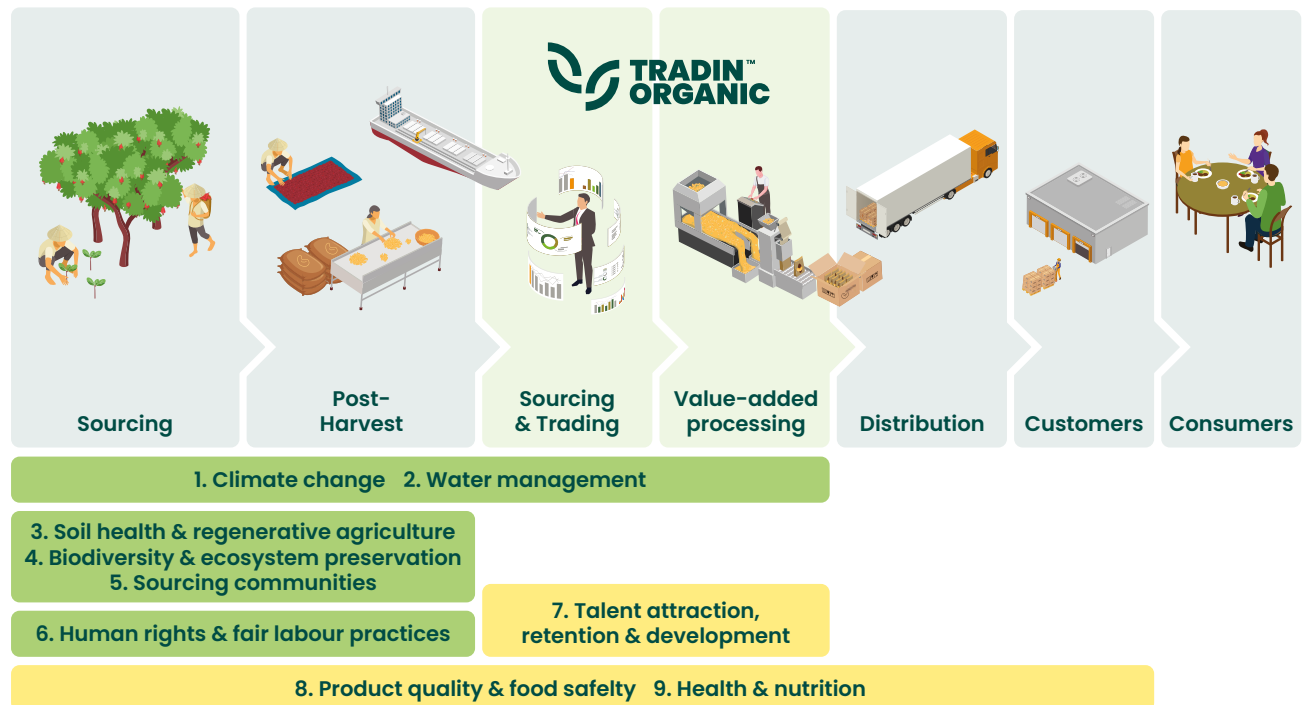 TRADIN™
ORGANIC
Sourcing
Post-
Harvest
Sourcing
& Trading
Value-added
processing
Distribution
Customers
Consumers
1. Climate change 2. Water management
3. Soil health & regenerative agriculture
4. Biodiversity & ecosystem preservation
5. Sourcing communities
6. Human rights & fair labour practices
7. Talent attraction,
retention & development
8. Product quality & food safelty 9. Health & nutrition